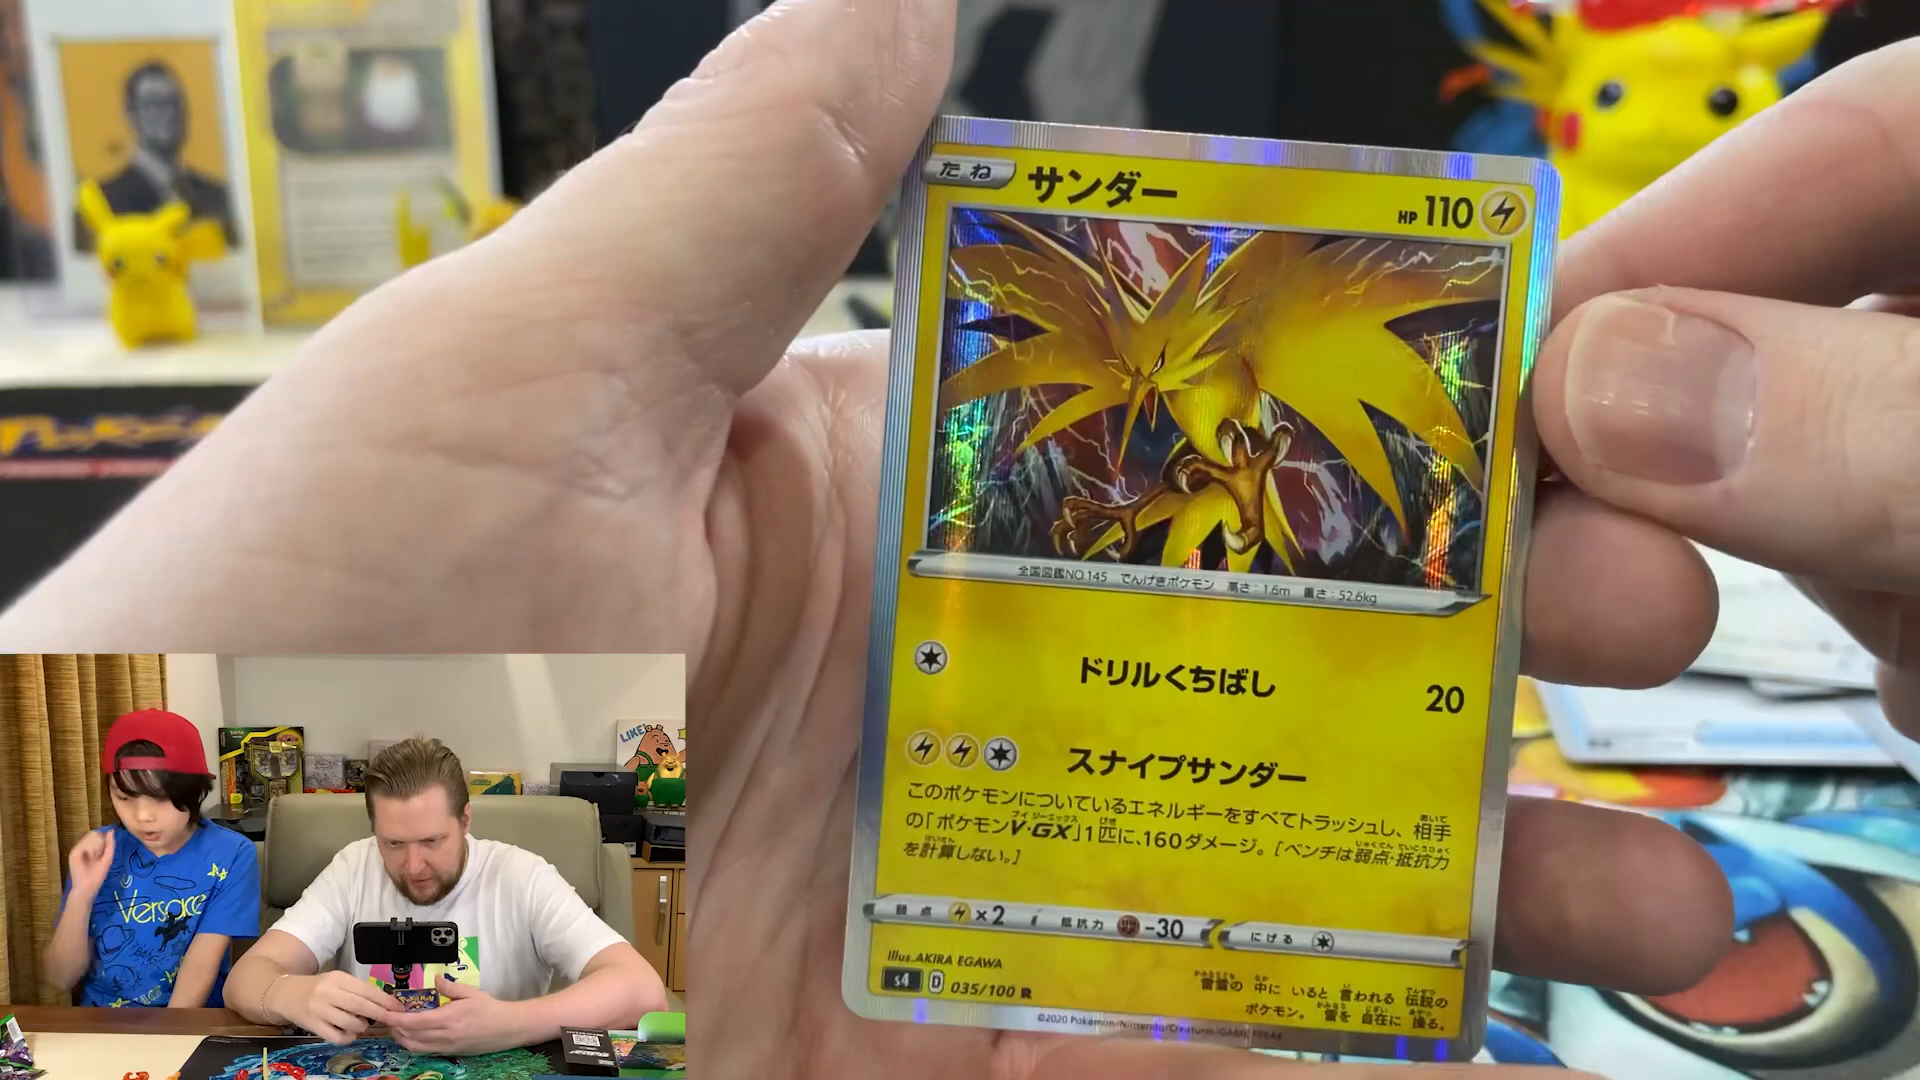 たね サンダー HP 110
全国図鑑NO.145 でんげきポケモン 高さ:1.6m 重さ:52.6kg
ドリルくちばし 20
スナイプサンダー
このポケモンについているエネルギーをすべてトラッシュし、相手
の「ポケモンV・GX」1匹に、160ダメージ。[ベンチは弱点・抵抗力
を計算しない。]
弱点 ×2 抵抗力 -30 にげる
illus. AKIRA EGAWA
s4 D 035/100 R
雷雲の 中に いると 言われる 伝説の
ポケモン。 雷を 自在に 操る。
©2020 Pokémon/Nintendo/Creatures/GAME FREAK
LIKE
Versace